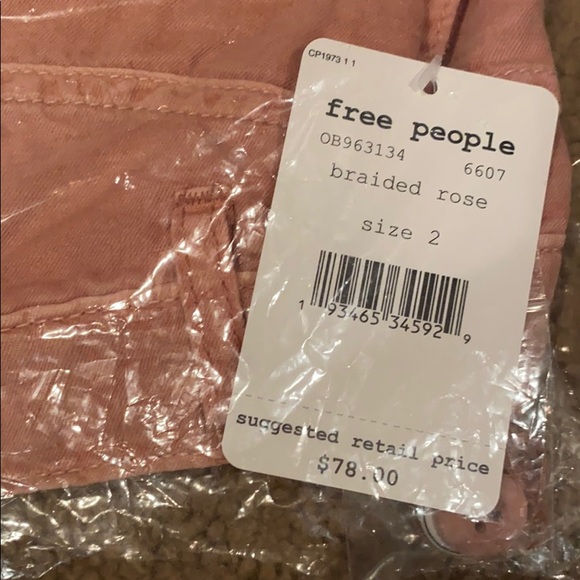 CP1973 1 1
free people
OB963134 6607
braided rose
size 2
1 93465 34592 9
suggested retail price
$78.00